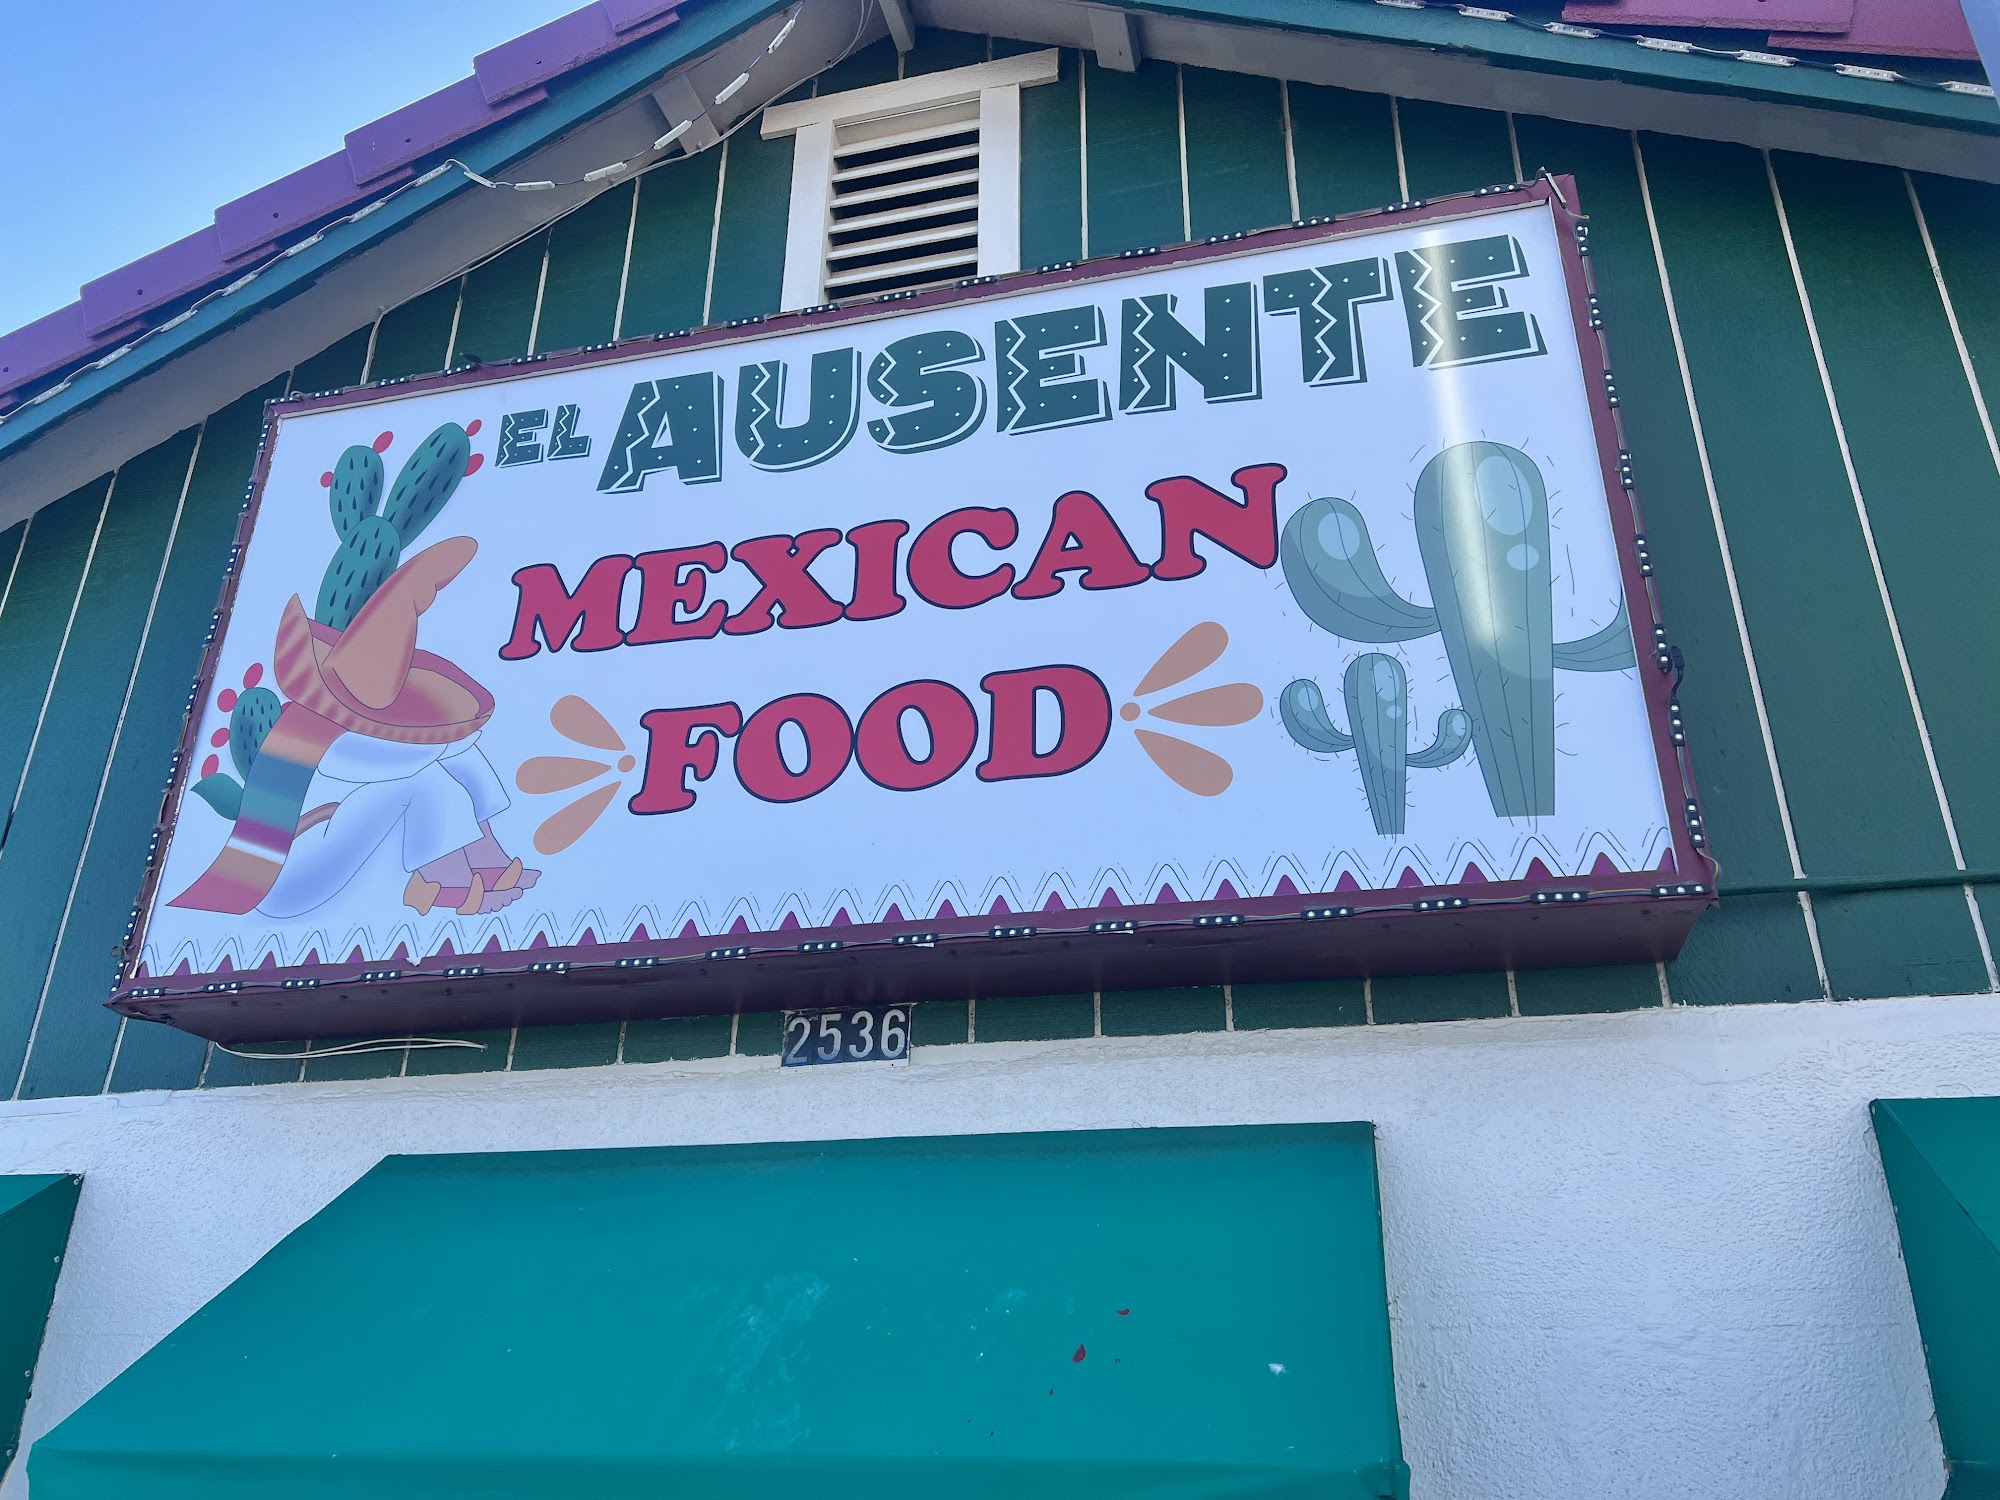 EL AUSENTE
MEXICAN
FOOD
2536